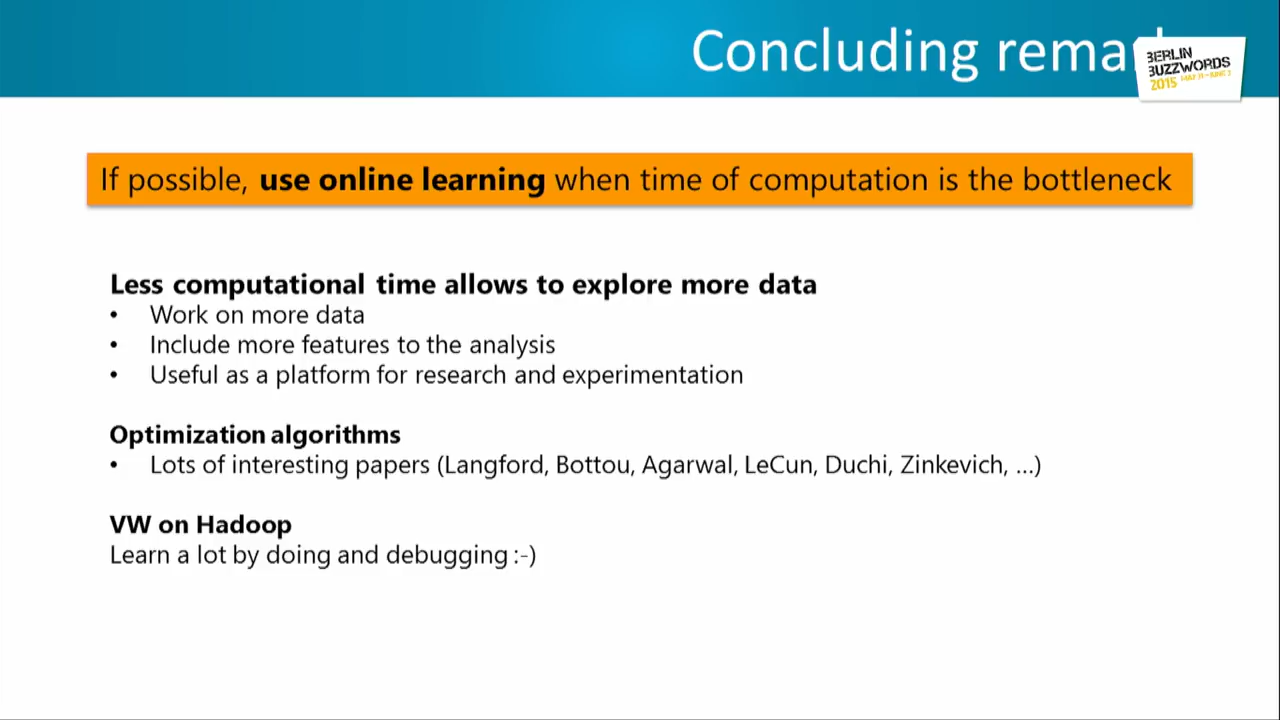 Concluding
BERLIN
BUZZWORDS
2015
If possible, use online learning when time of computation is the bottleneck
Less computational time allows to explore more data
• Work on more data
• Include more features to the analysis
• Useful as a platform for research and experimentation
Optimization algorithms
• Lots of interesting papers (Langford, Bottou, Agarwal, LeCun, Duchi, Zinkevich, ...)
VW on Hadoop
Learn a lot by doing and debugging :-)